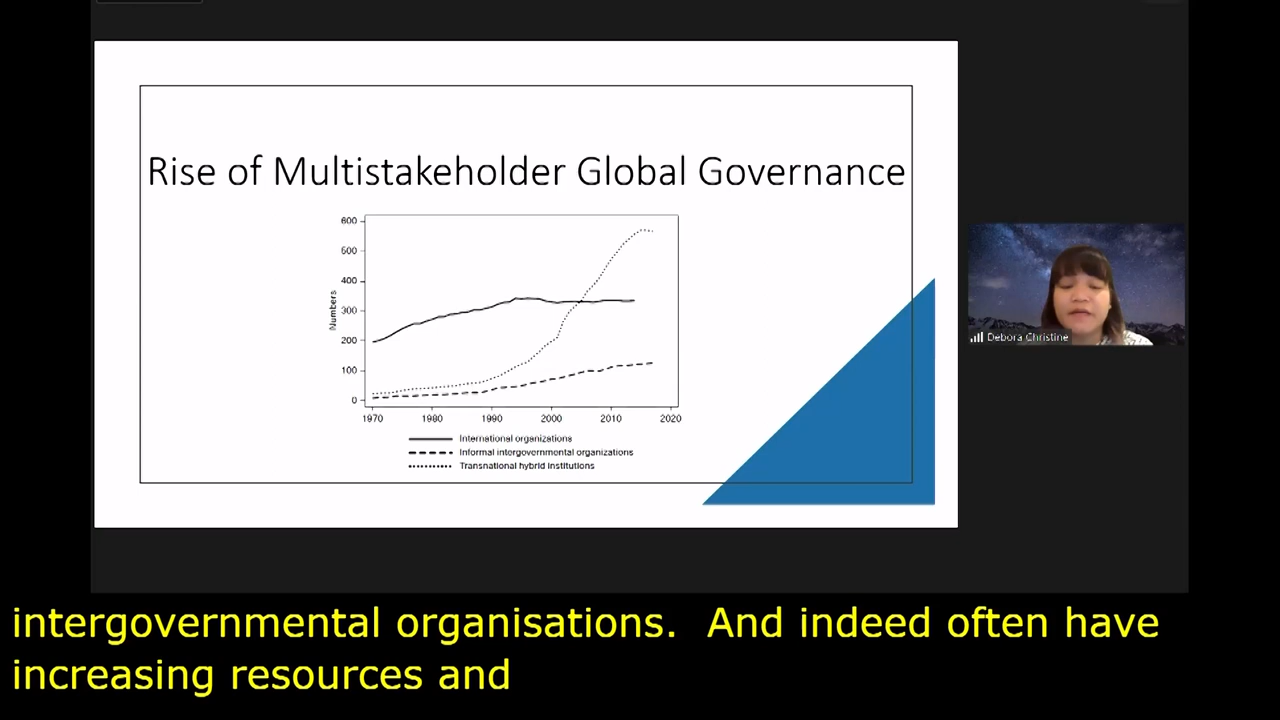 Rise of Multistakeholder Global Governance
600
500
400
300
200
100
0
Numbers
1970 1980 1990 2000 2010 2020
International organizations
Informal intergovernmental organizations
Transnational hybrid institutions
Debora Christine
intergovernmental organisations.  And indeed often have
increasing resources and